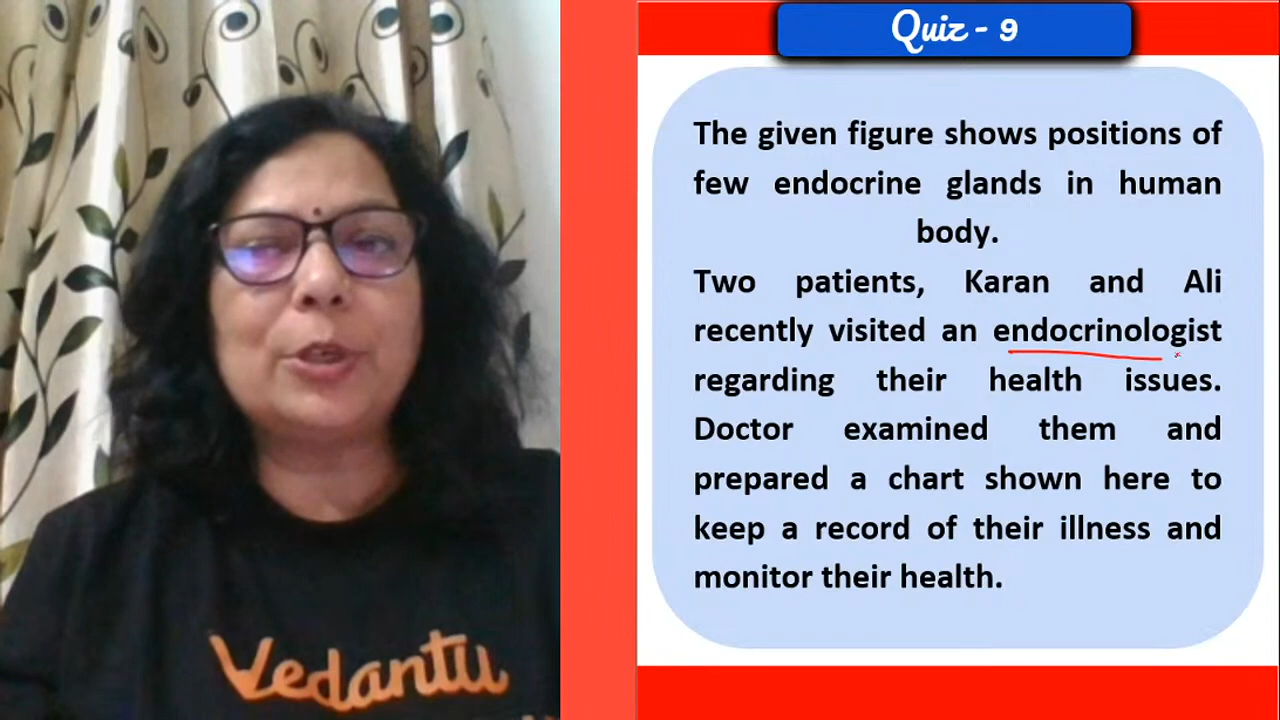 Quiz - 9
The given figure shows positions of
few endocrine glands in human
body.
Two patients, Karan and Ali
recently visited an endocrinologist
regarding their health issues.
Doctor examined them and
prepared a chart shown here to
keep a record of their illness and
monitor their health.
Vedantu